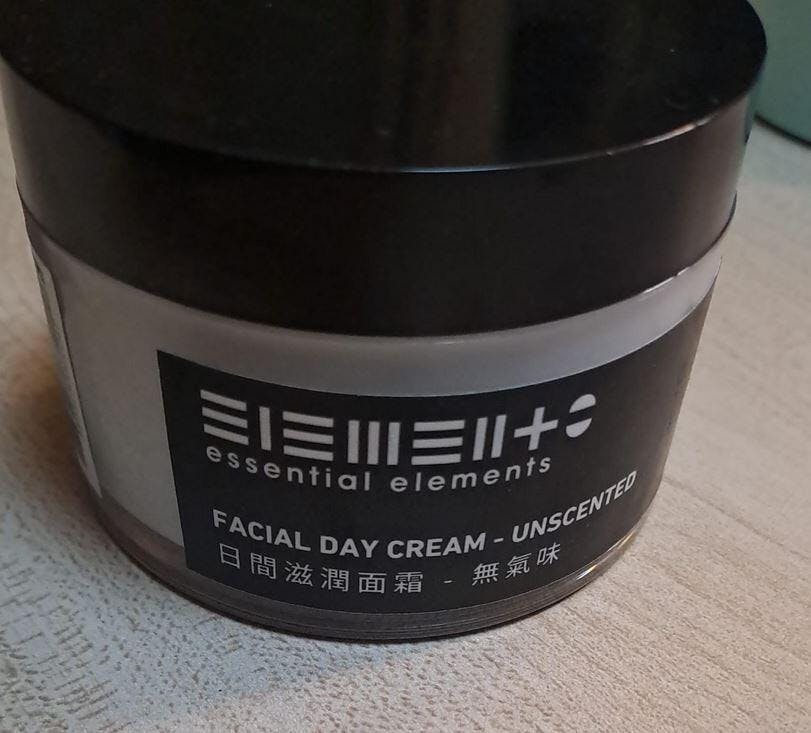 elements
essential elements
FACIAL DAY CREAM - UNSCENTED
日間滋潤面霜 - 無氣味